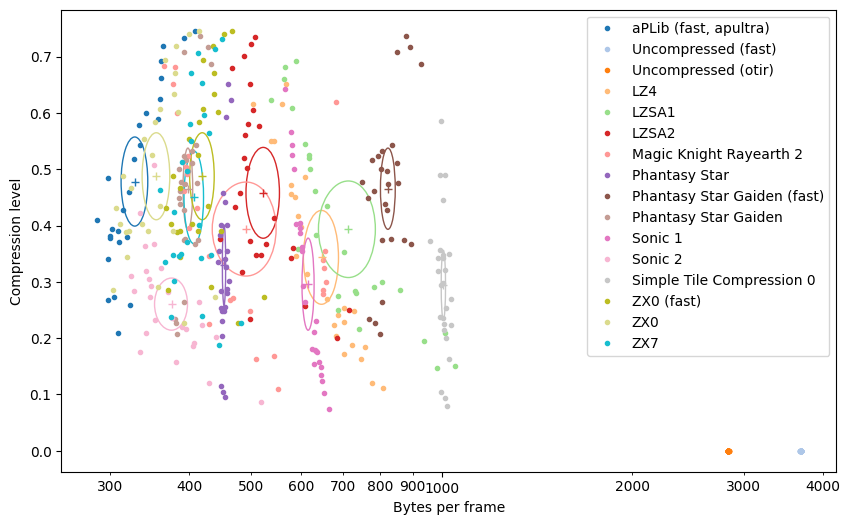 Compression level
0.7
0.6
0.5
0.4
0.3
0.2
0.1
0.0
300
400
500
600
700
800
900
1000
2000
3000
4000
Bytes per frame
aPLib (fast, apultra)
Uncompressed (fast)
Uncompressed (otir)
LZ4
LZSA1
LZSA2
Magic Knight Rayearth 2
Phantasy Star
Phantasy Star Gaiden (fast)
Phantasy Star Gaiden
Sonic 1
Sonic 2
Simple Tile Compression 0
ZX0 (fast)
ZX0
ZX7